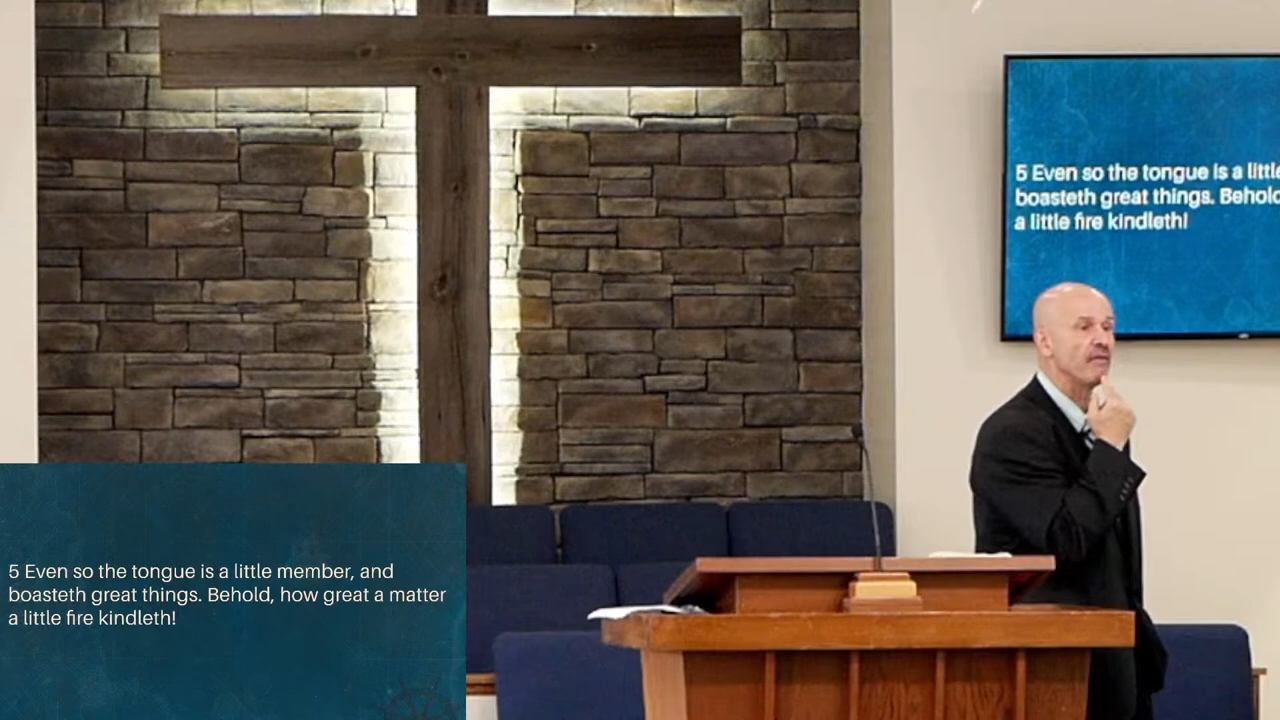 5 Even so the tongue is a little
boasteth great things. Behold
a little fire kindleth!
5 Even so the tongue is a little member, and
boasteth great things. Behold, how great a matter
a little fire kindleth!